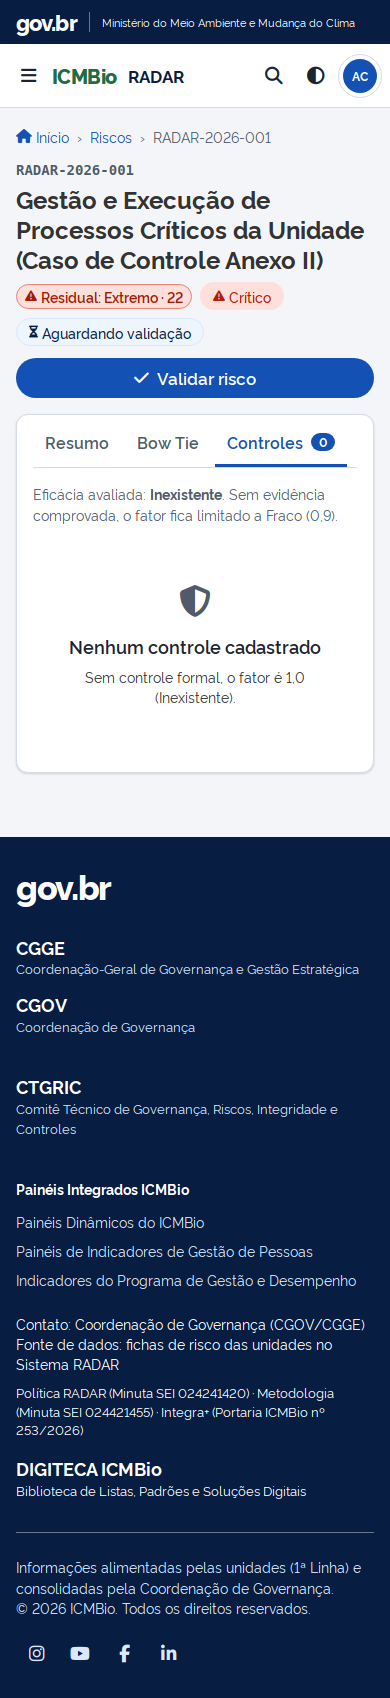 gov.br
Ministério do Meio Ambiente e Mudança do Clima
ICMBio RADAR
AC
Início › Riscos › RADAR-2026-001
RADAR-2026-001
Gestão e Execução de
Processos Críticos da Unidade
(Caso de Controle Anexo II)
Residual: Extremo · 22
Crítico
Aguardando validação
Validar risco
Resumo
Bow Tie
Controles 0
Eficácia avaliada: Inexistente. Sem evidência
comprovada, o fator fica limitado a Fraco (0,9).
Nenhum controle cadastrado
Sem controle formal, o fator é 1,0
(Inexistente).
gov.br
CGGE
Coordenação-Geral de Governança e Gestão Estratégica
CGOV
Coordenação de Governança
CTGRIC
Comitê Técnico de Governança, Riscos, Integridade e
Controles
Painéis Integrados ICMBio
Painéis Dinâmicos do ICMBio
Painéis de Indicadores de Gestão de Pessoas
Indicadores do Programa de Gestão e Desempenho
Contato: Coordenação de Governança (CGOV/CGGE)
Fonte de dados: fichas de risco das unidades no
Sistema RADAR
Política RADAR (Minuta SEI 024241420) · Metodologia
(Minuta SEI 024421455) · Integra+ (Portaria ICMBio nº
253/2026)
DIGITECA ICMBio
Biblioteca de Listas, Padrões e Soluções Digitais
Informações alimentadas pelas unidades (1ª Linha) e
consolidadas pela Coordenação de Governança.
© 2026 ICMBio. Todos os direitos reservados.